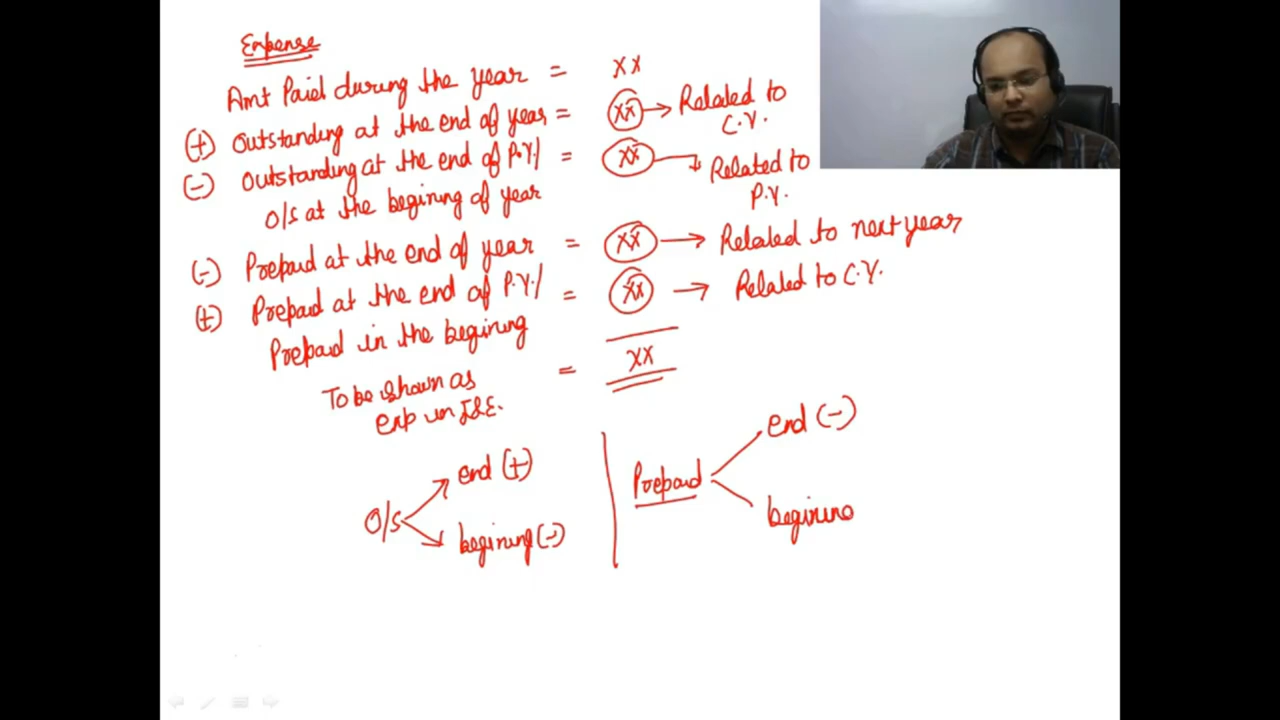 Expense
Amt Paid during the year = XX
(+) Outstanding at the end of year = XX → Related to
C.Y.
(-) Outstanding at the end of P.Y/ = XX → Related to
P.Y.
O/S at the begining of year
(-) Prepaid at the end of year = XX → Related to next year
(+) Prepaid at the end of P.Y./ = XX → Related to C.Y.
Prepaid in the begining
To be shown as = XX
exp in I&E.
O/S
end (+)
begining (-)
Prepaid
end (-)
begining